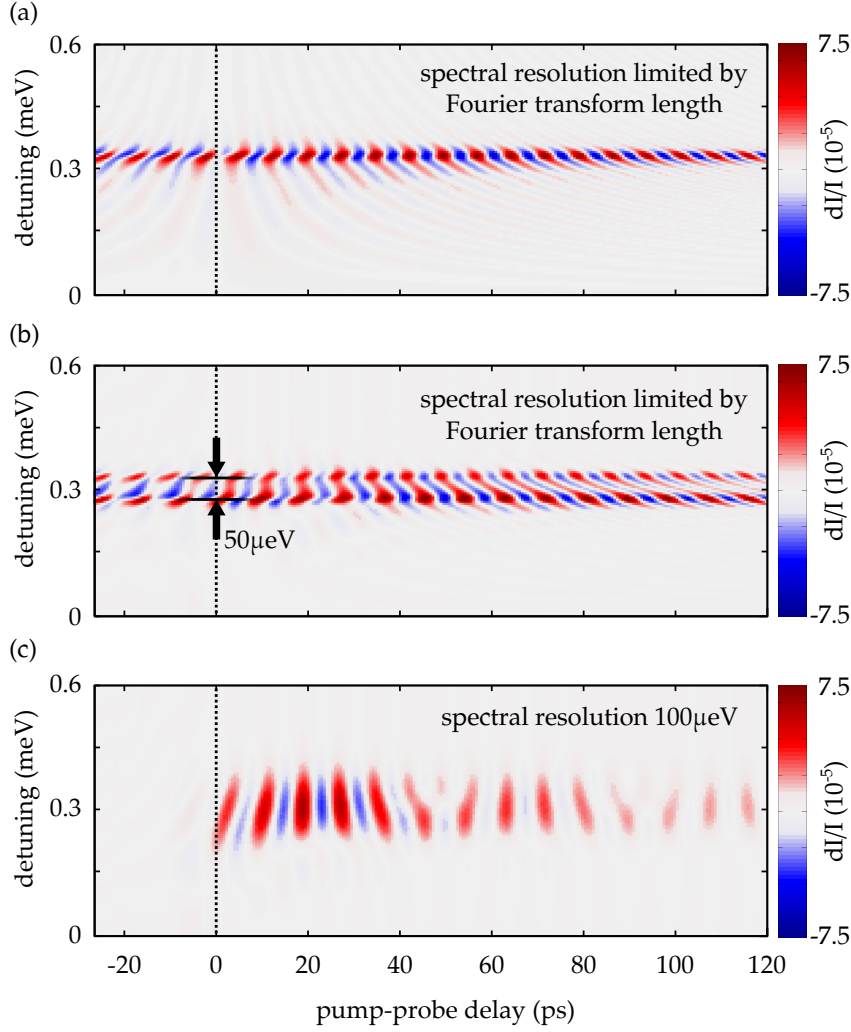 (a)
0.6
0.3
0
detuning (meV)
spectral resolution limited by
Fourier transform length
7.5
-7.5
dI/I (10⁻⁵)
(b)
0.6
0.3
0
detuning (meV)
spectral resolution limited by
Fourier transform length
50µeV
7.5
-7.5
dI/I (10⁻⁵)
(c)
0.6
0.3
0
detuning (meV)
spectral resolution 100µeV
7.5
-7.5
dI/I (10⁻⁵)
-20 0 20 40 60 80 100 120
pump-probe delay (ps)